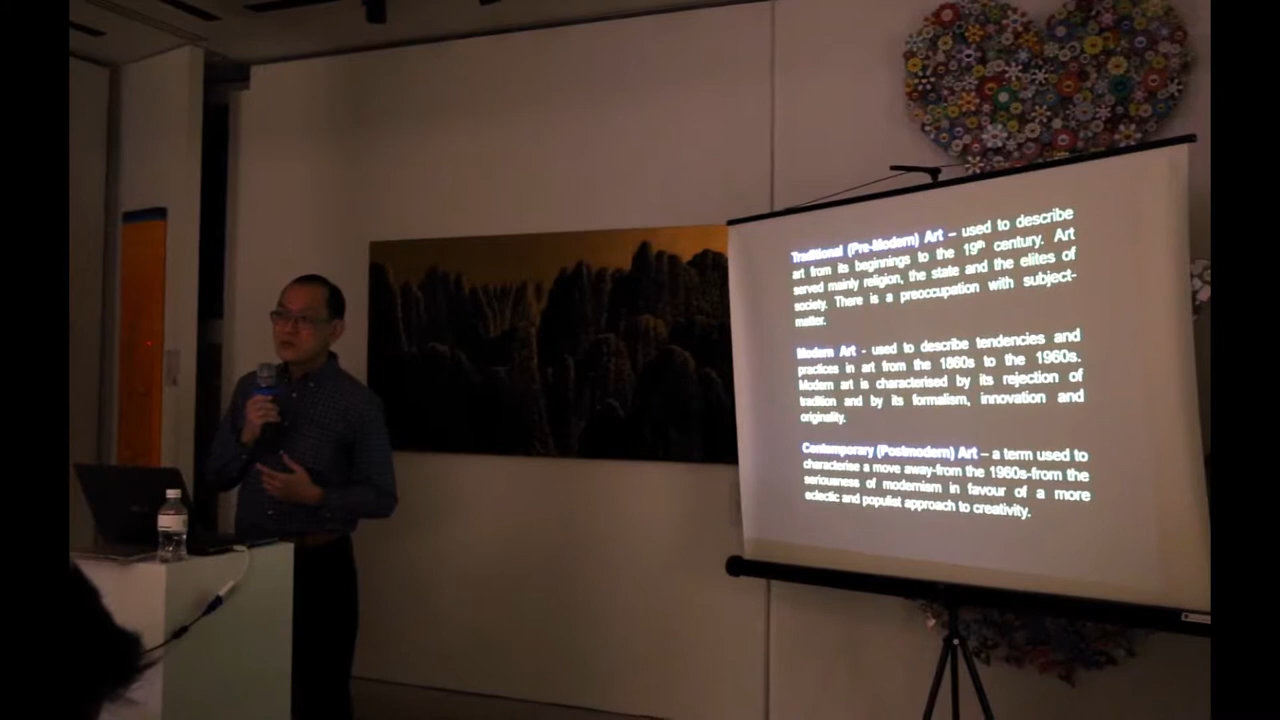 Traditional (Pre-Modern) Art – used to describe
art from its beginnings to the 19th century. Art
served mainly religion, the state and the elites of
society. There is a preoccupation with subject-
matter.
Modern Art - used to describe tendencies and
practices in art from the 1860s to the 1960s.
Modern art is characterised by its rejection of
tradition and by its formalism, innovation and
originality.
Contemporary (Postmodern) Art – a term used to
characterise a move away-from the 1960s-from the
seriousness of modernism in favour of a more
eclectic and populist approach to creativity.